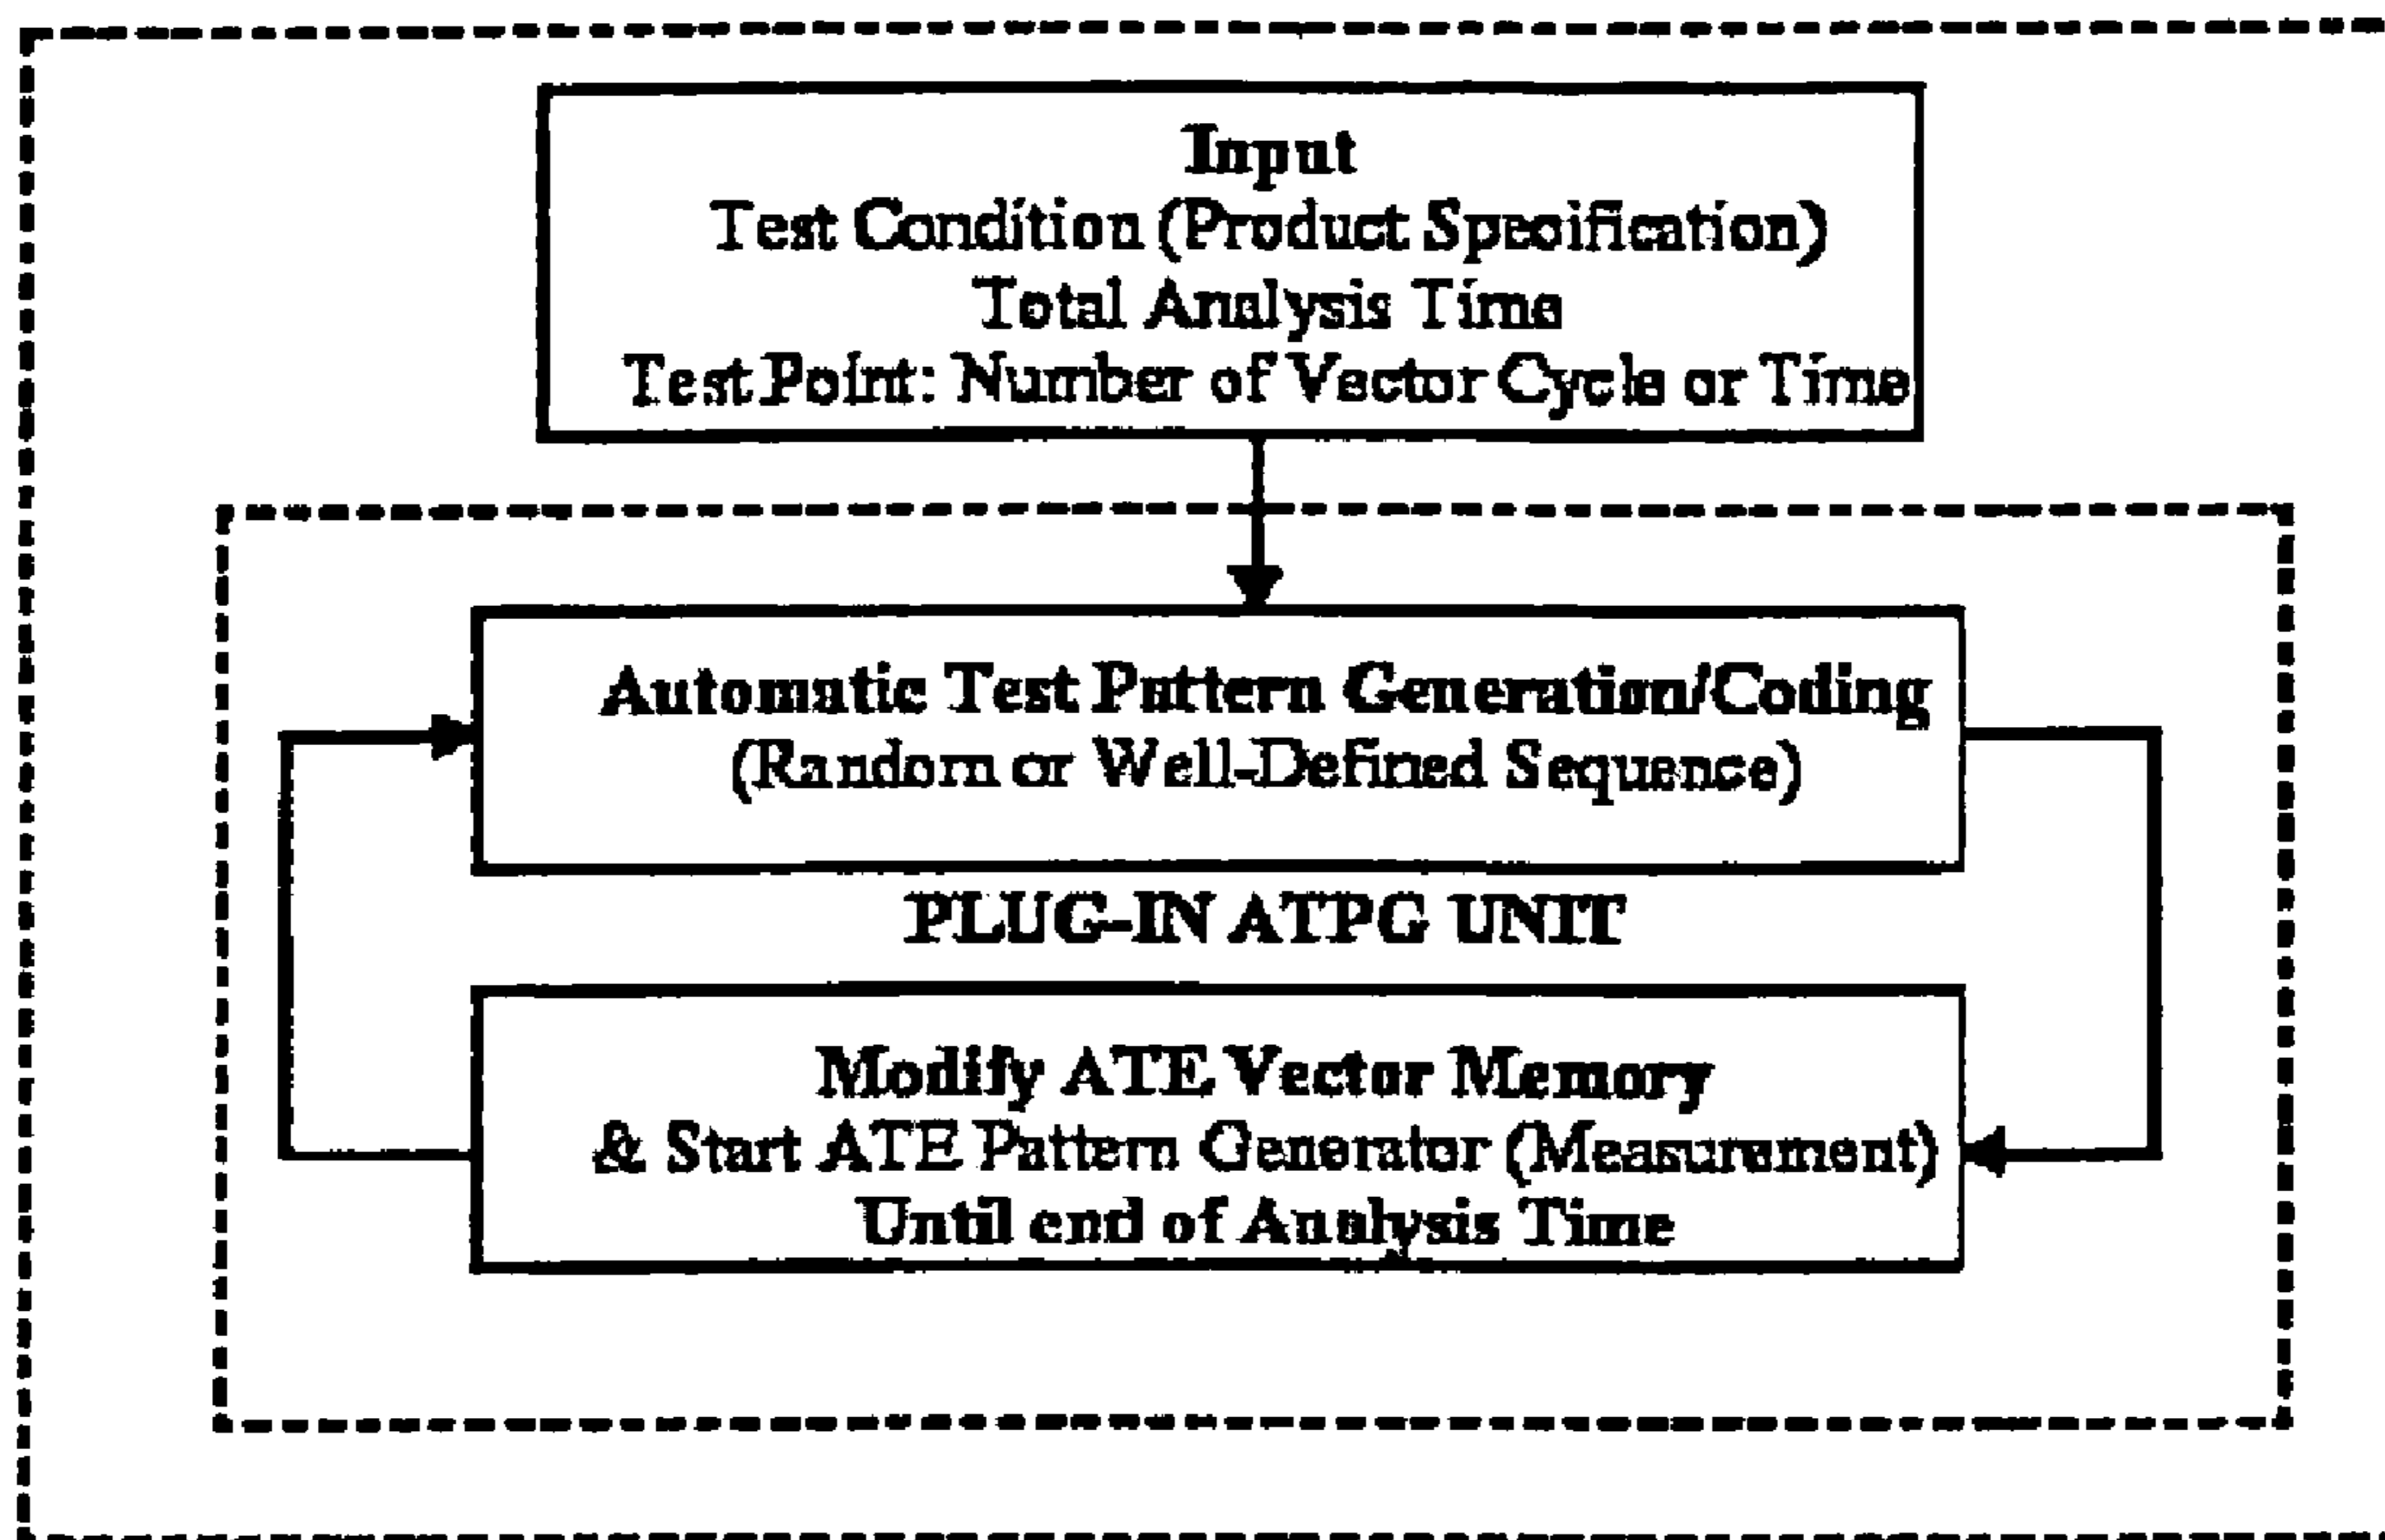 Input
Test Condition (Product Specification)
Total Analysis Time
Test Point: Number of Vector Cycle or Time
Automatic Test Pattern Generation/Coding
(Random or Well-Defined Sequence)
PLUG-IN ATPG UNIT
Modify ATE Vector Memory
& Start ATE Pattern Generator (Measurement)
Until end of Analysis Time